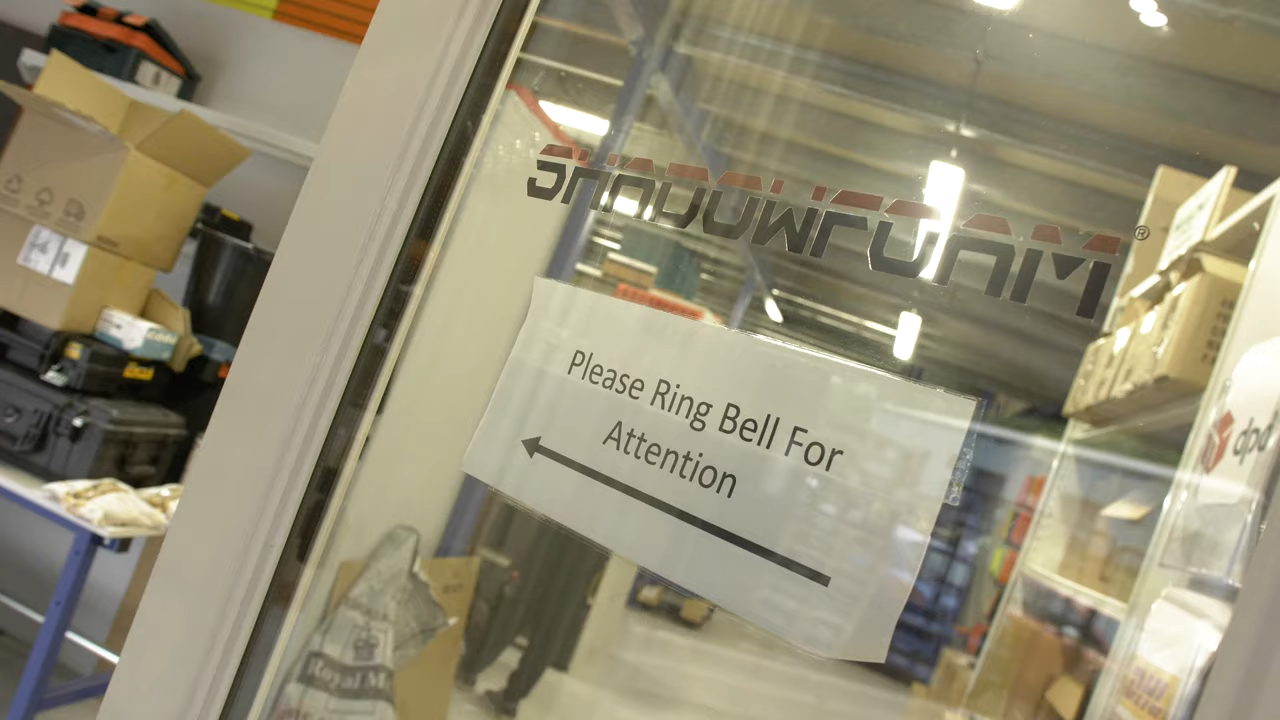 SHADOWFOAM®
Please Ring Bell For
Attention
dpd
Royal M